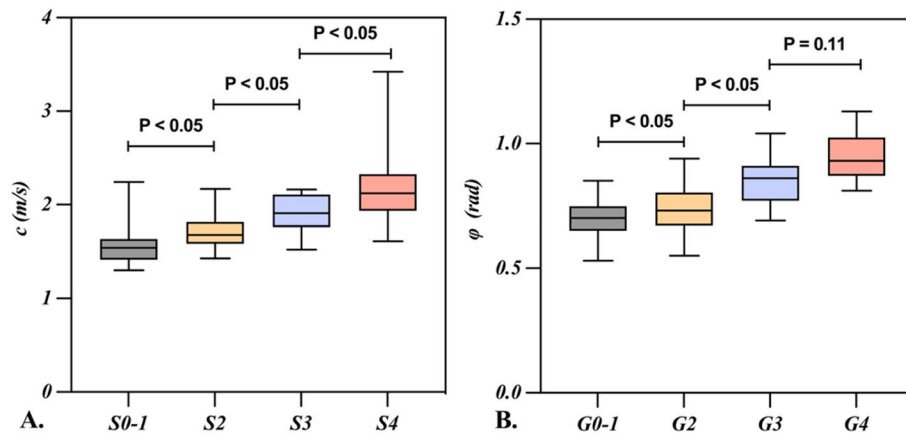 4
3
2
1
0
c (m/s)
P < 0.05
P < 0.05
P < 0.05
S0-1 S2 S3 S4
A.
1.5
1.0
0.5
0.0
φ (rad)
P < 0.05
P < 0.05
P = 0.11
G0-1 G2 G3 G4
B.